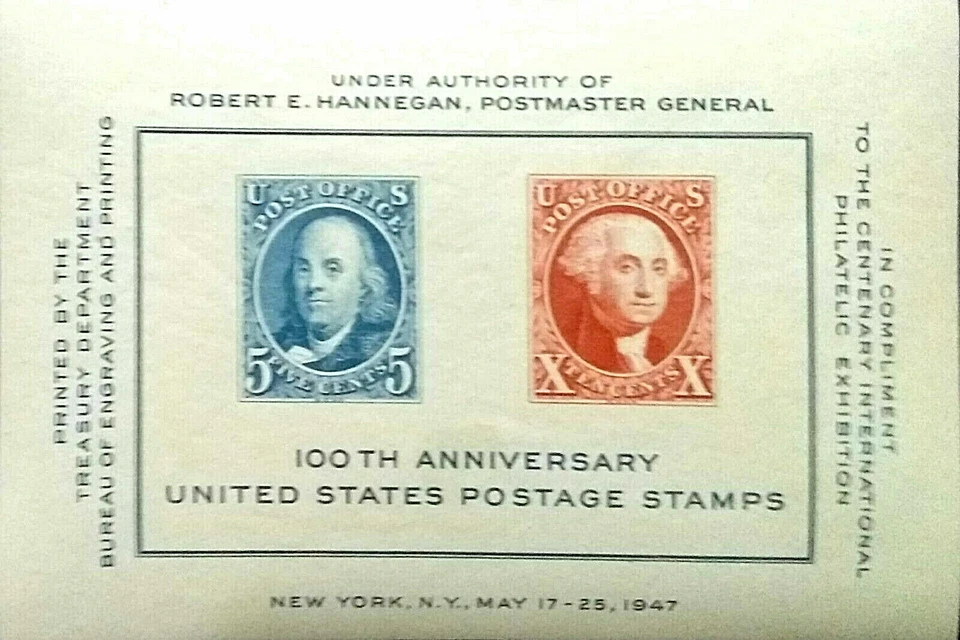 UNDER AUTHORITY OF
ROBERT E. HANNEGAN, POSTMASTER GENERAL
PRINTED BY THE
TREASURY DEPARTMENT
BUREAU OF ENGRAVING AND PRINTING
U S
POST OFFICE
5 5
FIVE CENTS
U S
POST OFFICE
X X
TEN CENTS
100TH ANNIVERSARY
UNITED STATES POSTAGE STAMPS
IN COMPLIMENT
TO THE CENTENARY INTERNATIONAL
PHILATELIC EXHIBITION
NEW YORK, N.Y., MAY 17-25, 1947